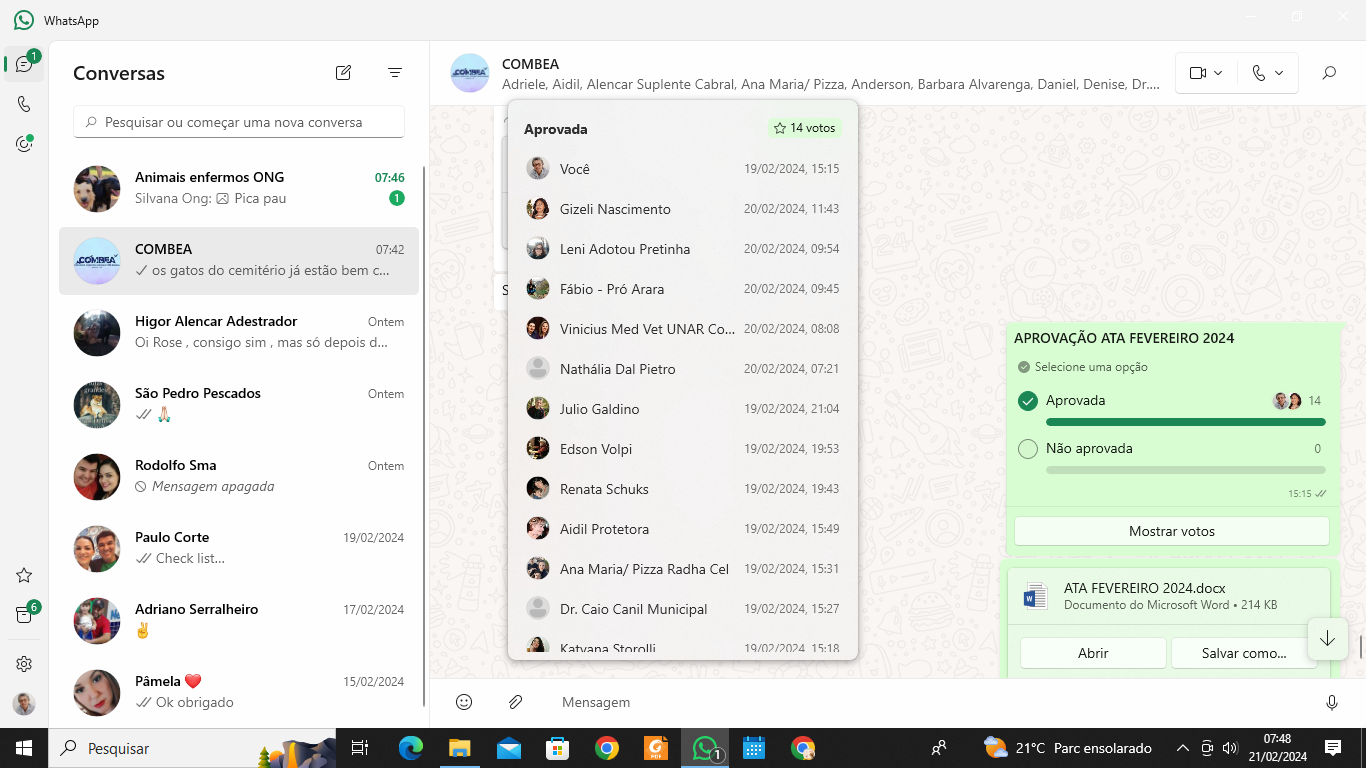 WhatsApp
1
6
Conversas
Pesquisar ou começar uma nova conversa
Animais enfermos ONG 07:46
Silvana Ong: Pica pau 1
COMBEA 07:42
os gatos do cemitério já estão bem c...
Higor Alencar Adestrador Ontem
Oi Rose , consigo sim , mas só depois d...
São Pedro Pescados Ontem
🙏🏻
Rodolfo Sma Ontem
Mensagem apagada
Paulo Corte 19/02/2024
Check list...
Adriano Serralheiro 17/02/2024
✌️
Pâmela ❤️ 15/02/2024
Ok obrigado
COMBEA
Adriele, Aidil, Alencar Suplente Cabral, Ana Maria/ Pizza, Anderson, Barbara Alvarenga, Daniel, Denise, Dr....
Aprovada 14 votos
Você 19/02/2024, 15:15
Gizeli Nascimento 20/02/2024, 11:43
Leni Adotou Pretinha 20/02/2024, 09:54
Fábio - Pró Arara 20/02/2024, 09:45
Vinicius Med Vet UNAR Co... 20/02/2024, 08:08
Nathália Dal Pietro 20/02/2024, 07:21
Julio Galdino 19/02/2024, 21:04
Edson Volpi 19/02/2024, 19:53
Renata Schuks 19/02/2024, 19:43
Aidil Protetora 19/02/2024, 15:49
Ana Maria/ Pizza Radha Cel 19/02/2024, 15:31
Dr. Caio Canil Municipal 19/02/2024, 15:27
Katyana Storolli 19/02/2024, 15:18
APROVAÇÃO ATA FEVEREIRO 2024
Selecione uma opção
Aprovada 14
Não aprovada 0
15:15
Mostrar votos
ATA FEVEREIRO 2024.docx
Documento do Microsoft Word • 214 KB
Abrir Salvar como...
Mensagem
Pesquisar
1
21°C Parc ensolarado
07:48
21/02/2024